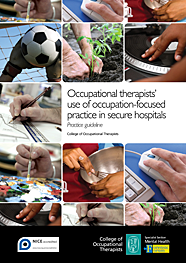 Occupational therapists'
use of occupation-focused
practice in secure hospitals
Practice guideline
College of Occupational Therapists
NICE accredited
College of
Occupational
Therapists
Specialist Section
Mental Health